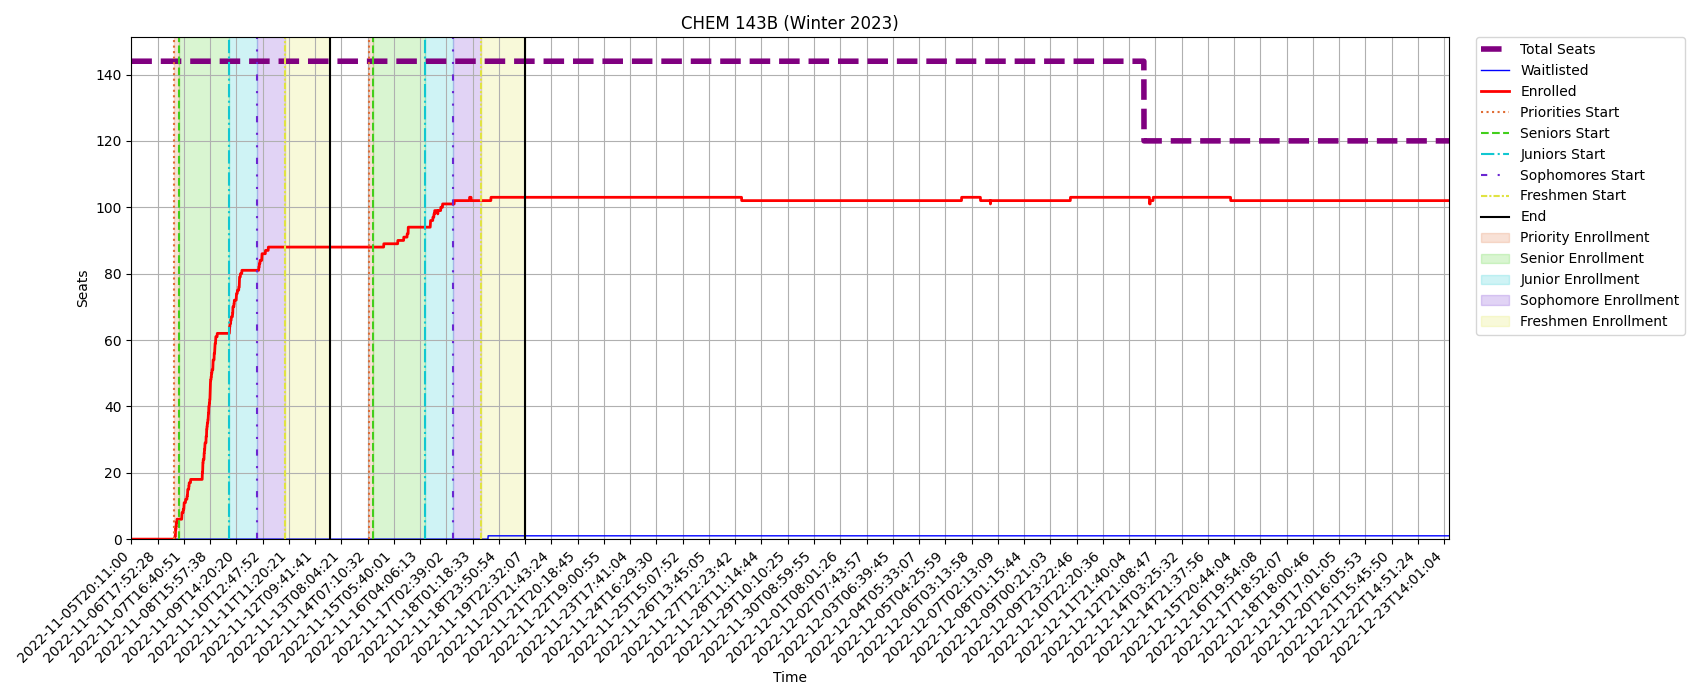 CHEM 143B (Winter 2023)
Seats
140
120
100
80
60
40
20
0
2022-11-05T20:11:00
2022-11-06T17:52:28
2022-11-07T16:40:51
2022-11-08T15:57:38
2022-11-09T14:20:20
2022-11-10T12:47:52
2022-11-11T11:20:21
2022-11-12T09:41:41
2022-11-13T08:04:21
2022-11-14T07:10:32
2022-11-15T05:40:01
2022-11-16T04:06:13
2022-11-17T02:39:02
2022-11-18T01:18:33
2022-11-18T23:50:54
2022-11-19T22:32:07
2022-11-20T21:43:24
2022-11-21T20:18:45
2022-11-22T19:00:55
2022-11-23T17:41:04
2022-11-24T16:29:30
2022-11-25T15:07:52
2022-11-26T13:45:05
2022-11-27T12:23:42
2022-11-28T11:14:44
2022-11-29T10:10:25
2022-11-30T08:59:55
2022-12-01T08:01:26
2022-12-02T07:43:57
2022-12-03T06:39:45
2022-12-04T05:33:07
2022-12-05T04:25:59
2022-12-06T03:13:58
2022-12-07T02:13:09
2022-12-08T01:15:44
2022-12-09T00:21:03
2022-12-09T23:22:46
2022-12-10T22:20:36
2022-12-11T21:40:04
2022-12-12T21:08:47
2022-12-14T03:25:32
2022-12-14T21:37:56
2022-12-15T20:44:04
2022-12-16T19:54:08
2022-12-17T18:52:07
2022-12-18T18:00:46
2022-12-19T17:01:05
2022-12-20T16:05:53
2022-12-21T15:45:50
2022-12-22T14:51:24
2022-12-23T14:01:04
Time
Total Seats
Waitlisted
Enrolled
Priorities Start
Seniors Start
Juniors Start
Sophomores Start
Freshmen Start
End
Priority Enrollment
Senior Enrollment
Junior Enrollment
Sophomore Enrollment
Freshmen Enrollment